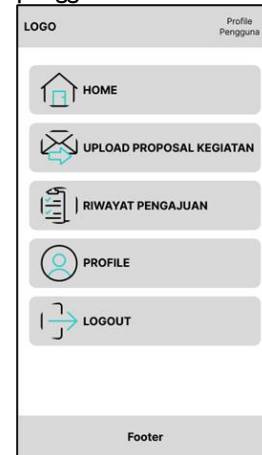 LOGO
Profile
Pengguna
HOME
UPLOAD PROPOSAL KEGIATAN
RIWAYAT PENGAJUAN
PROFILE
LOGOUT
Footer